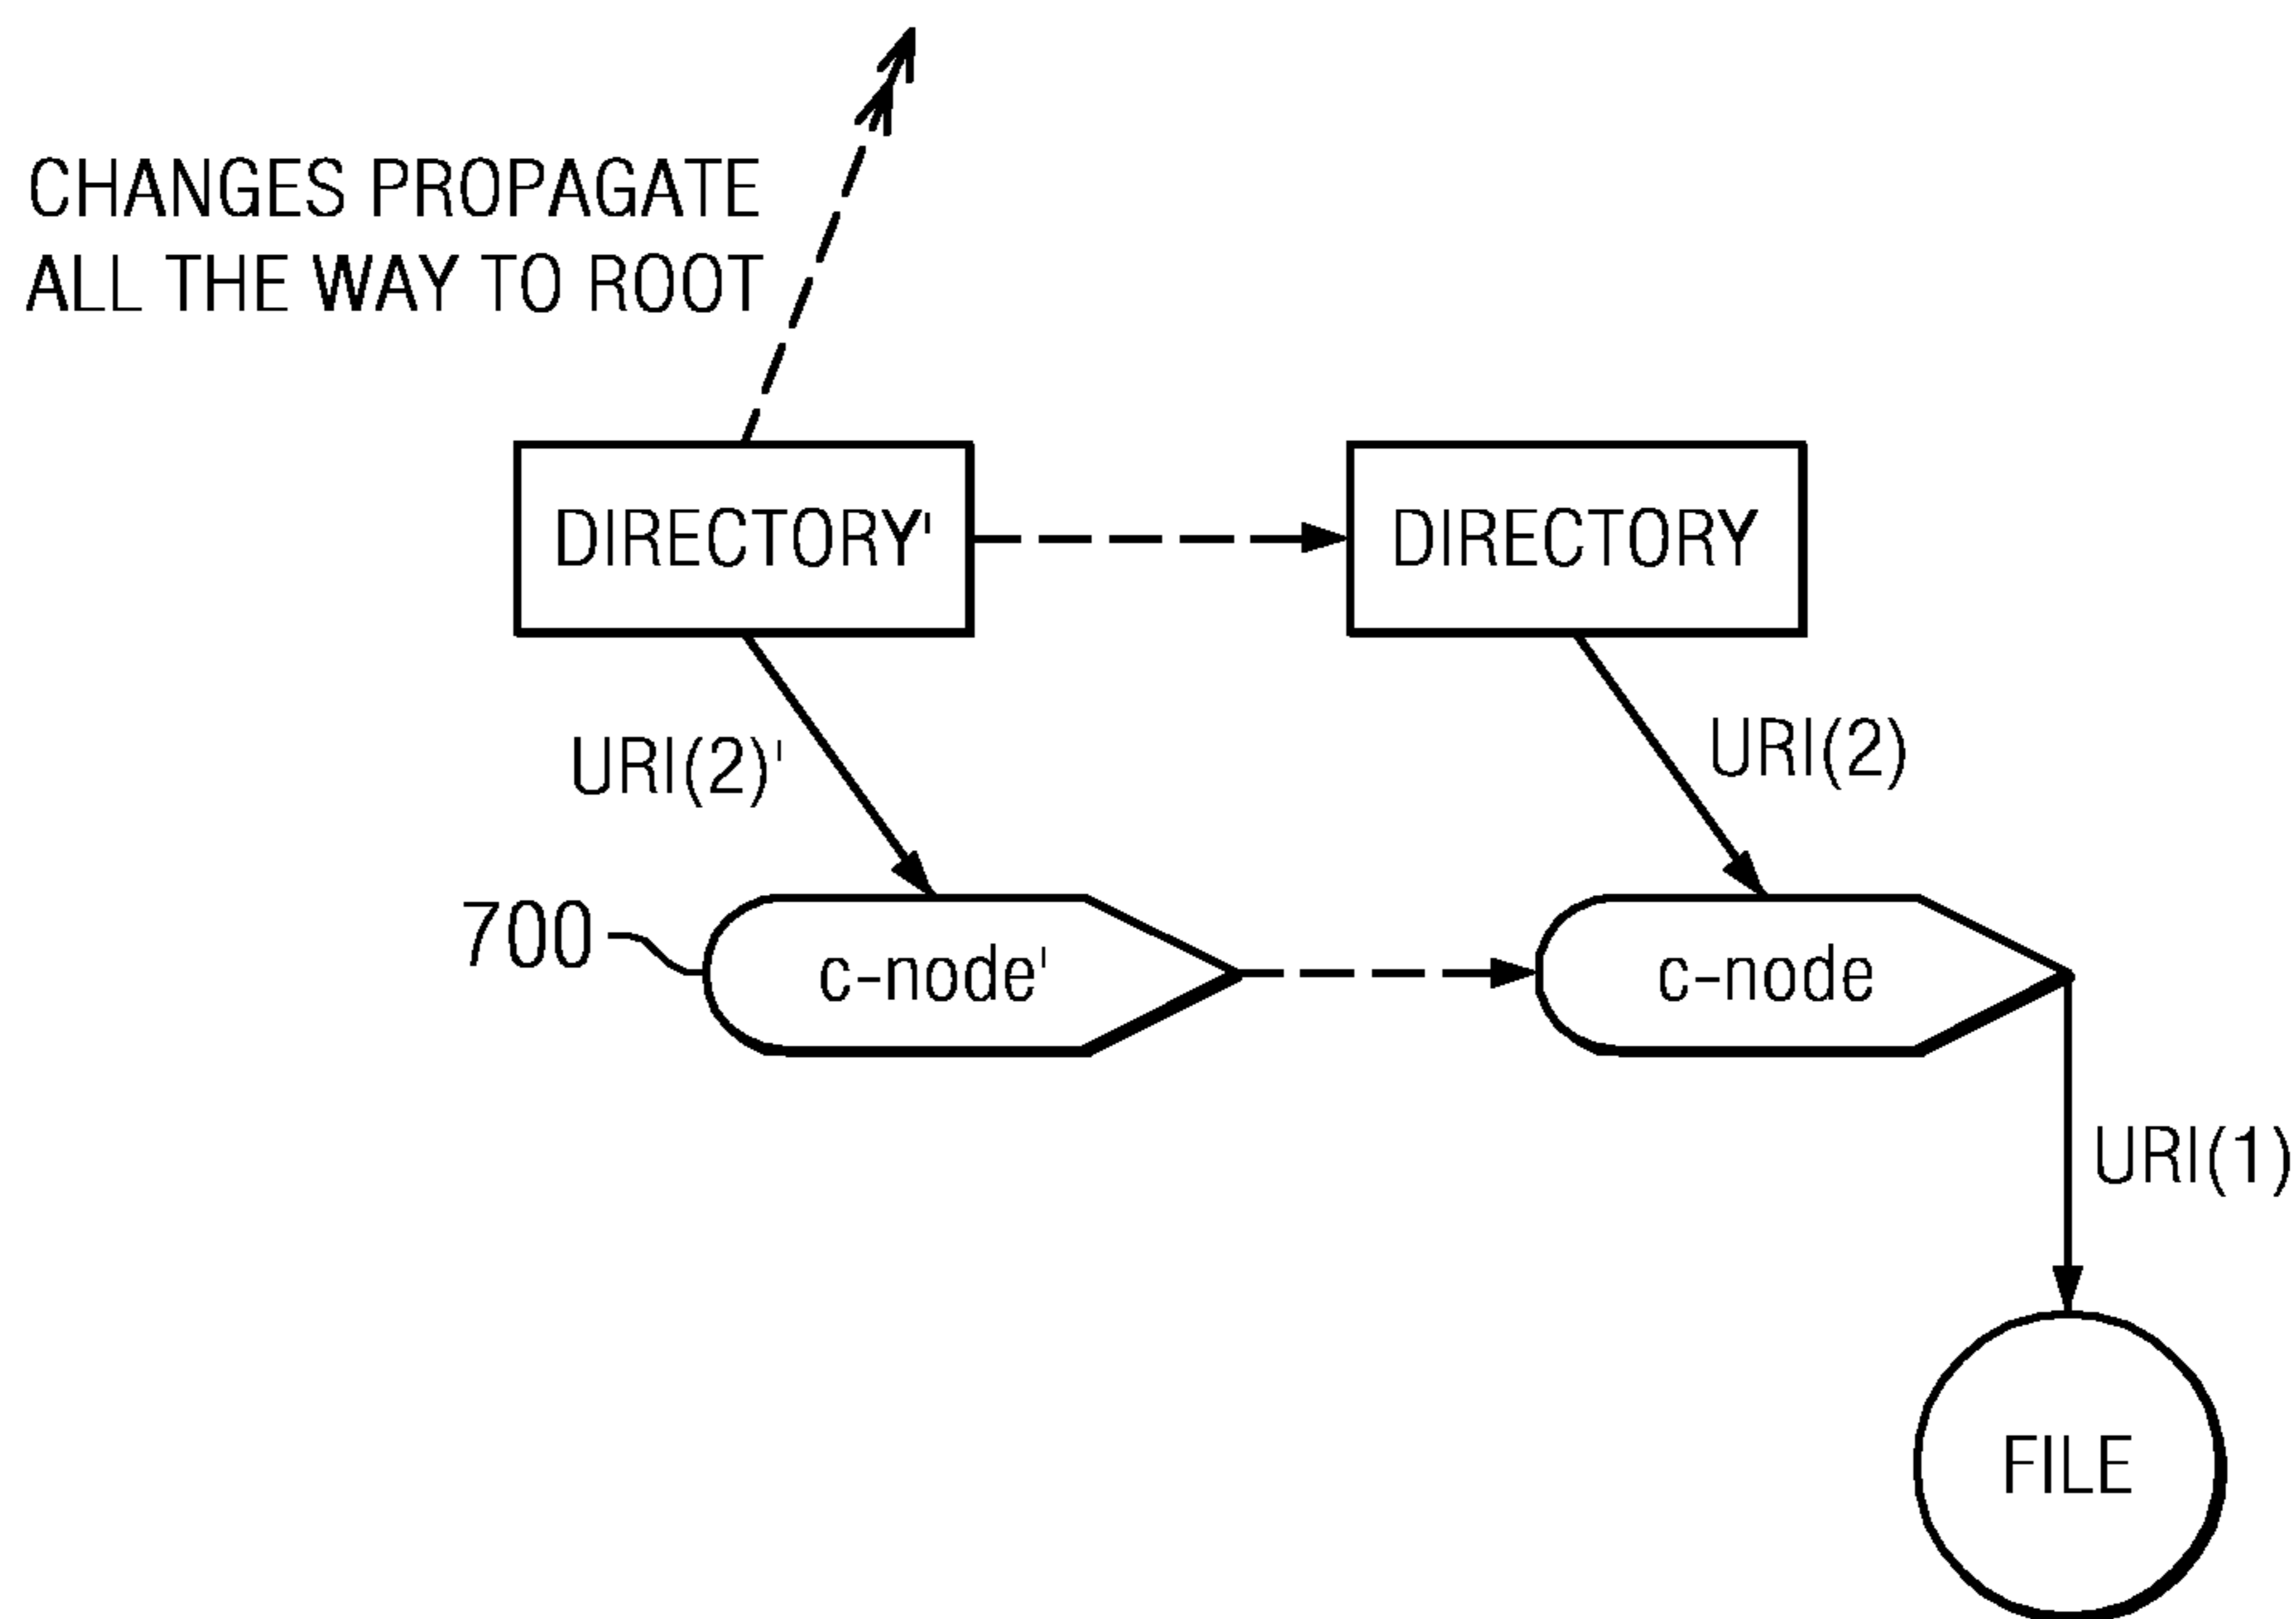 CHANGES PROPAGATE
ALL THE WAY TO ROOT
DIRECTORY'
DIRECTORY
URI(2)'
URI(2)
700
c-node'
c-node
URI(1)
FILE